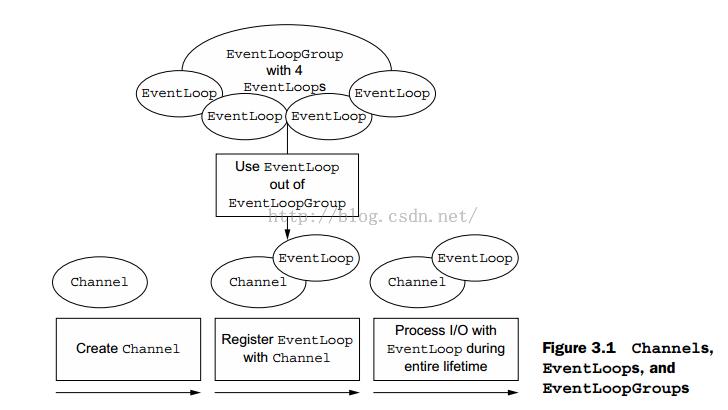 EventLoopGroup
with 4
EventLoops
EventLoop
EventLoop
EventLoop
EventLoop
Use EventLoop
out of
EventLoopGroup
http://blog.csdn.net/
Channel
Channel
EventLoop
Channel
EventLoop
Create Channel
Register EventLoop
with Channel
Process I/O with
EventLoop during
entire lifetime
Figure 3.1 Channels,
EventLoops, and
EventLoopGroups